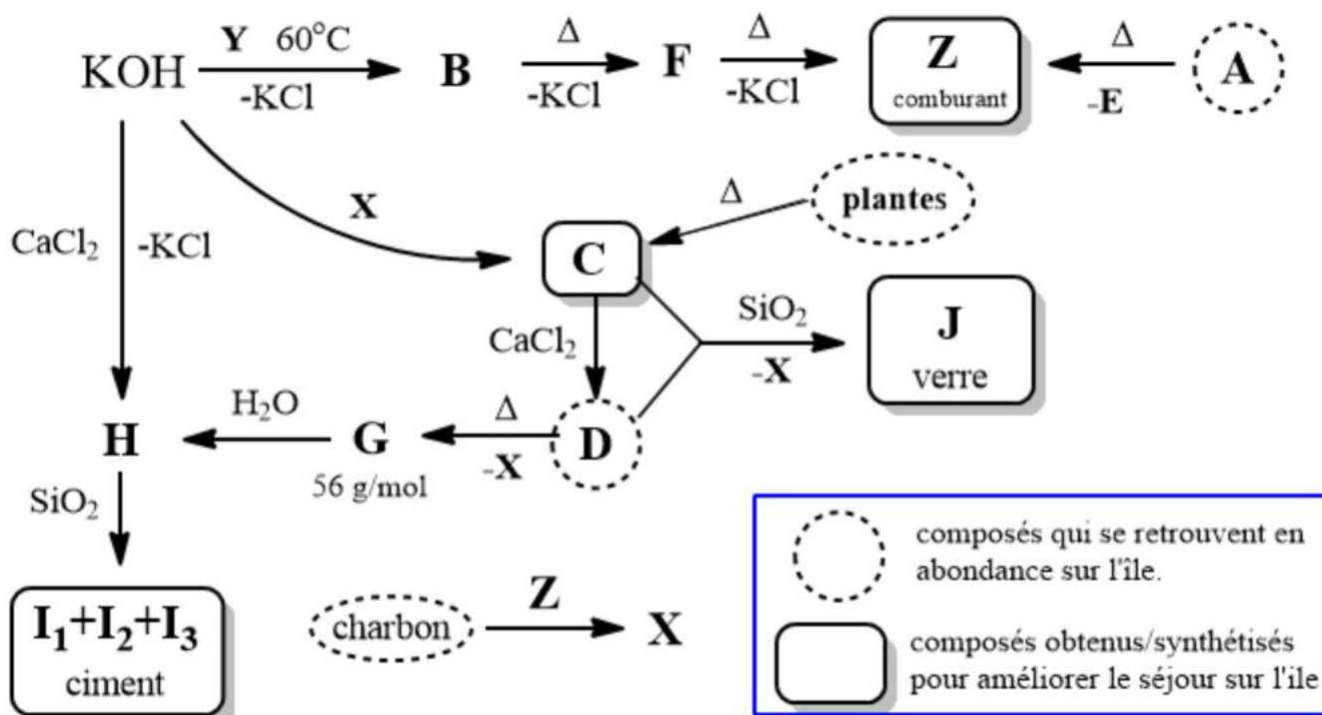 KOH
Y 60°C
-KCl
B
Δ
-KCl
F
Δ
-KCl
Z
comburant
Δ
-E
A
X
CaCl₂
-KCl
plantes
Δ
C
CaCl₂
SiO₂
-X
J
verre
H
H₂O
G
56 g/mol
Δ
-X
D
SiO₂
I₁+I₂+I₃
ciment
charbon
Z
X
composés qui se retrouvent en
abondance sur l'île.
composés obtenus/synthétisés
pour améliorer le séjour sur l'ile